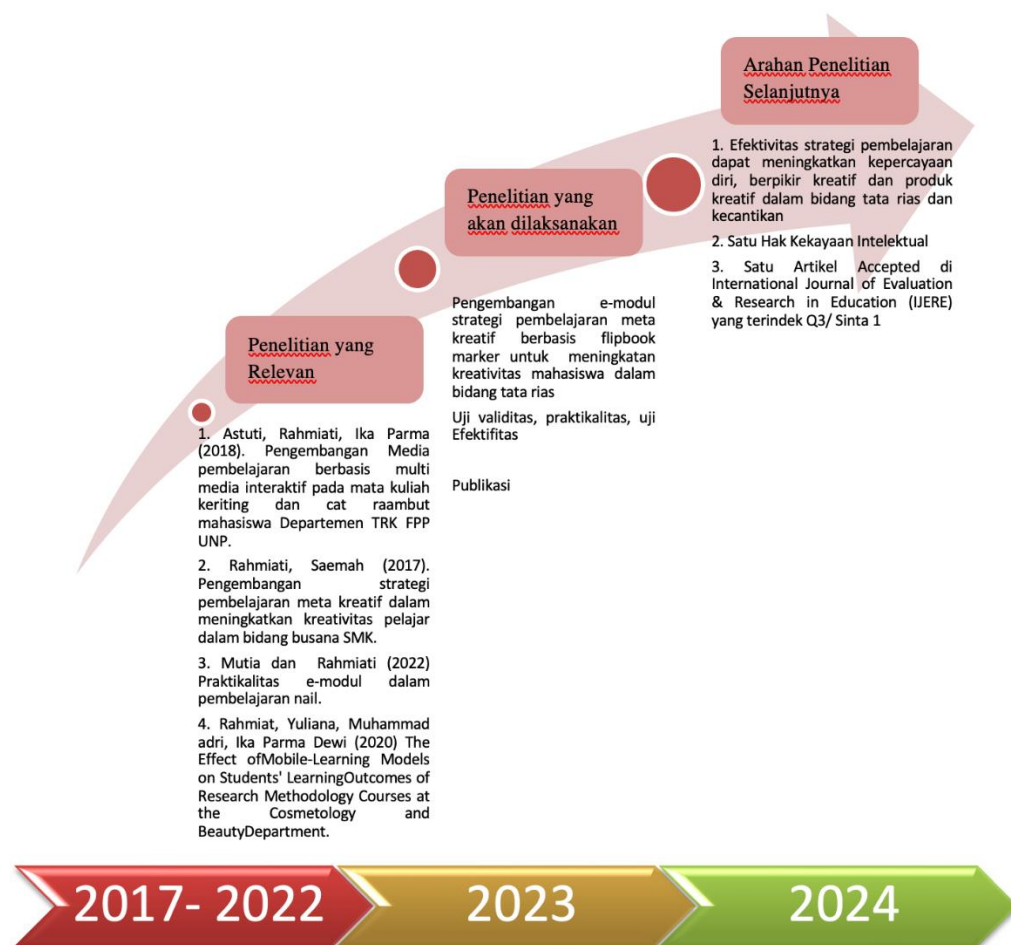 Penelitian yang
Relevan
1. Astuti, Rahmiati, Ika Parma
(2018). Pengembangan Media
pembelajaran berbasis multi
media interaktif pada mata kuliah
keriting dan cat raambut
mahasiswa Departemen TRK FPP
UNP.
2. Rahmiati, Saemah (2017).
Pengembangan strategi
pembelajaran meta kreatif dalam
meningkatkan kreativitas pelajar
dalam bidang busana SMK.
3. Mutia dan Rahmiati (2022)
Praktikalitas e-modul dalam
pembelajaran nail.
4. Rahmiat, Yuliana, Muhammad
adri, Ika Parma Dewi (2020) The
Effect ofMobile-Learning Models
on Students' LearningOutcomes of
Research Methodology Courses at
the Cosmetology and
BeautyDepartment.
Penelitian yang
akan dilaksanakan
Pengembangan e-modul
strategi pembelajaran meta
kreatif berbasis flipbook
marker untuk meningkatan
kreativitas mahasiswa dalam
bidang tata rias
Uji validitas, praktikalitas, uji
Efektifitas
Publikasi
Arahan Penelitian
Selanjutnya
1. Efektivitas strategi pembelajaran
dapat meningkatkan kepercayaan
diri, berpikir kreatif dan produk
kreatif dalam bidang tata rias dan
kecantikan
2. Satu Hak Kekayaan Intelektual
3. Satu Artikel Accepted di
International Journal of Evaluation
& Research in Education (IJERE)
yang terindek Q3/ Sinta 1
2017- 2022
2023
2024